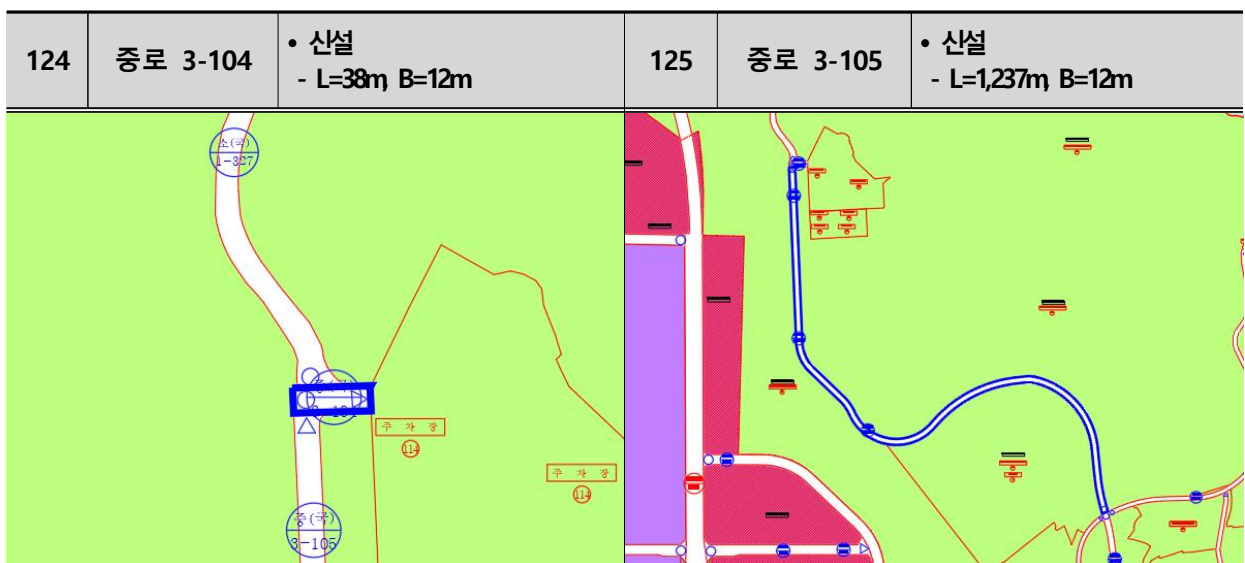 124
중로 3-104
• 신설
- L=38m, B=12m
125
중로 3-105
• 신설
- L=1,237m, B=12m
소(국)
1-327
주 차 장
114
주 차 장
114
중(국)
3-105